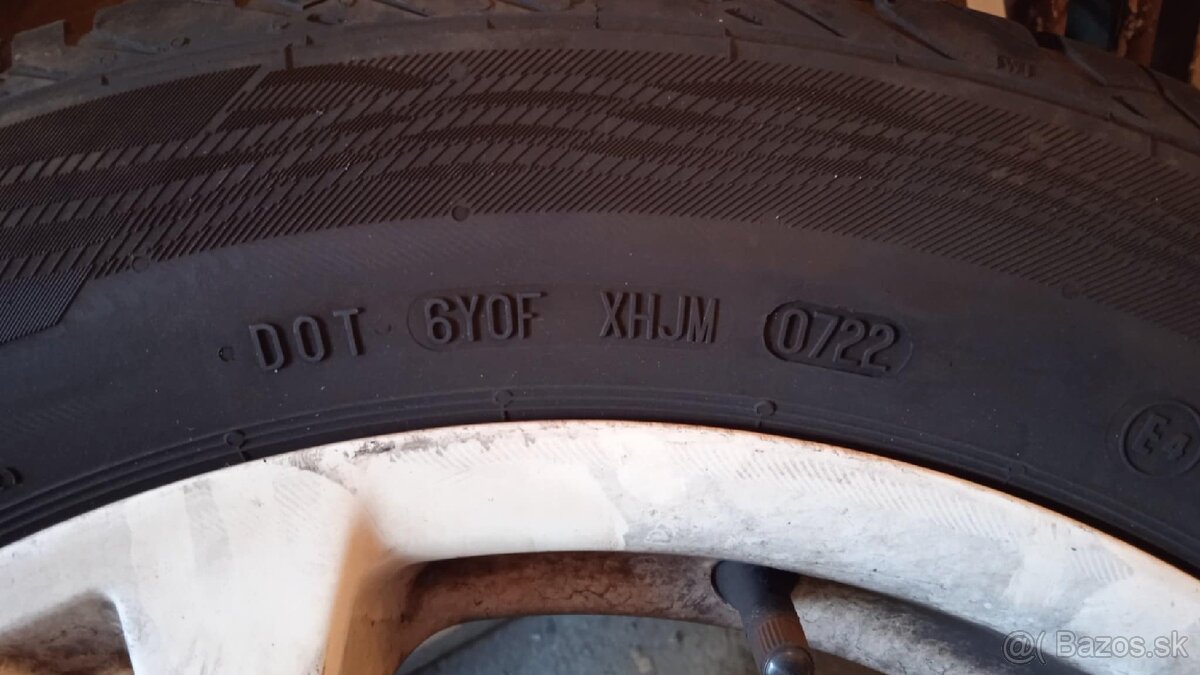 DOT 6Y0F XHJM 0722
E4
@( Bazos.sk